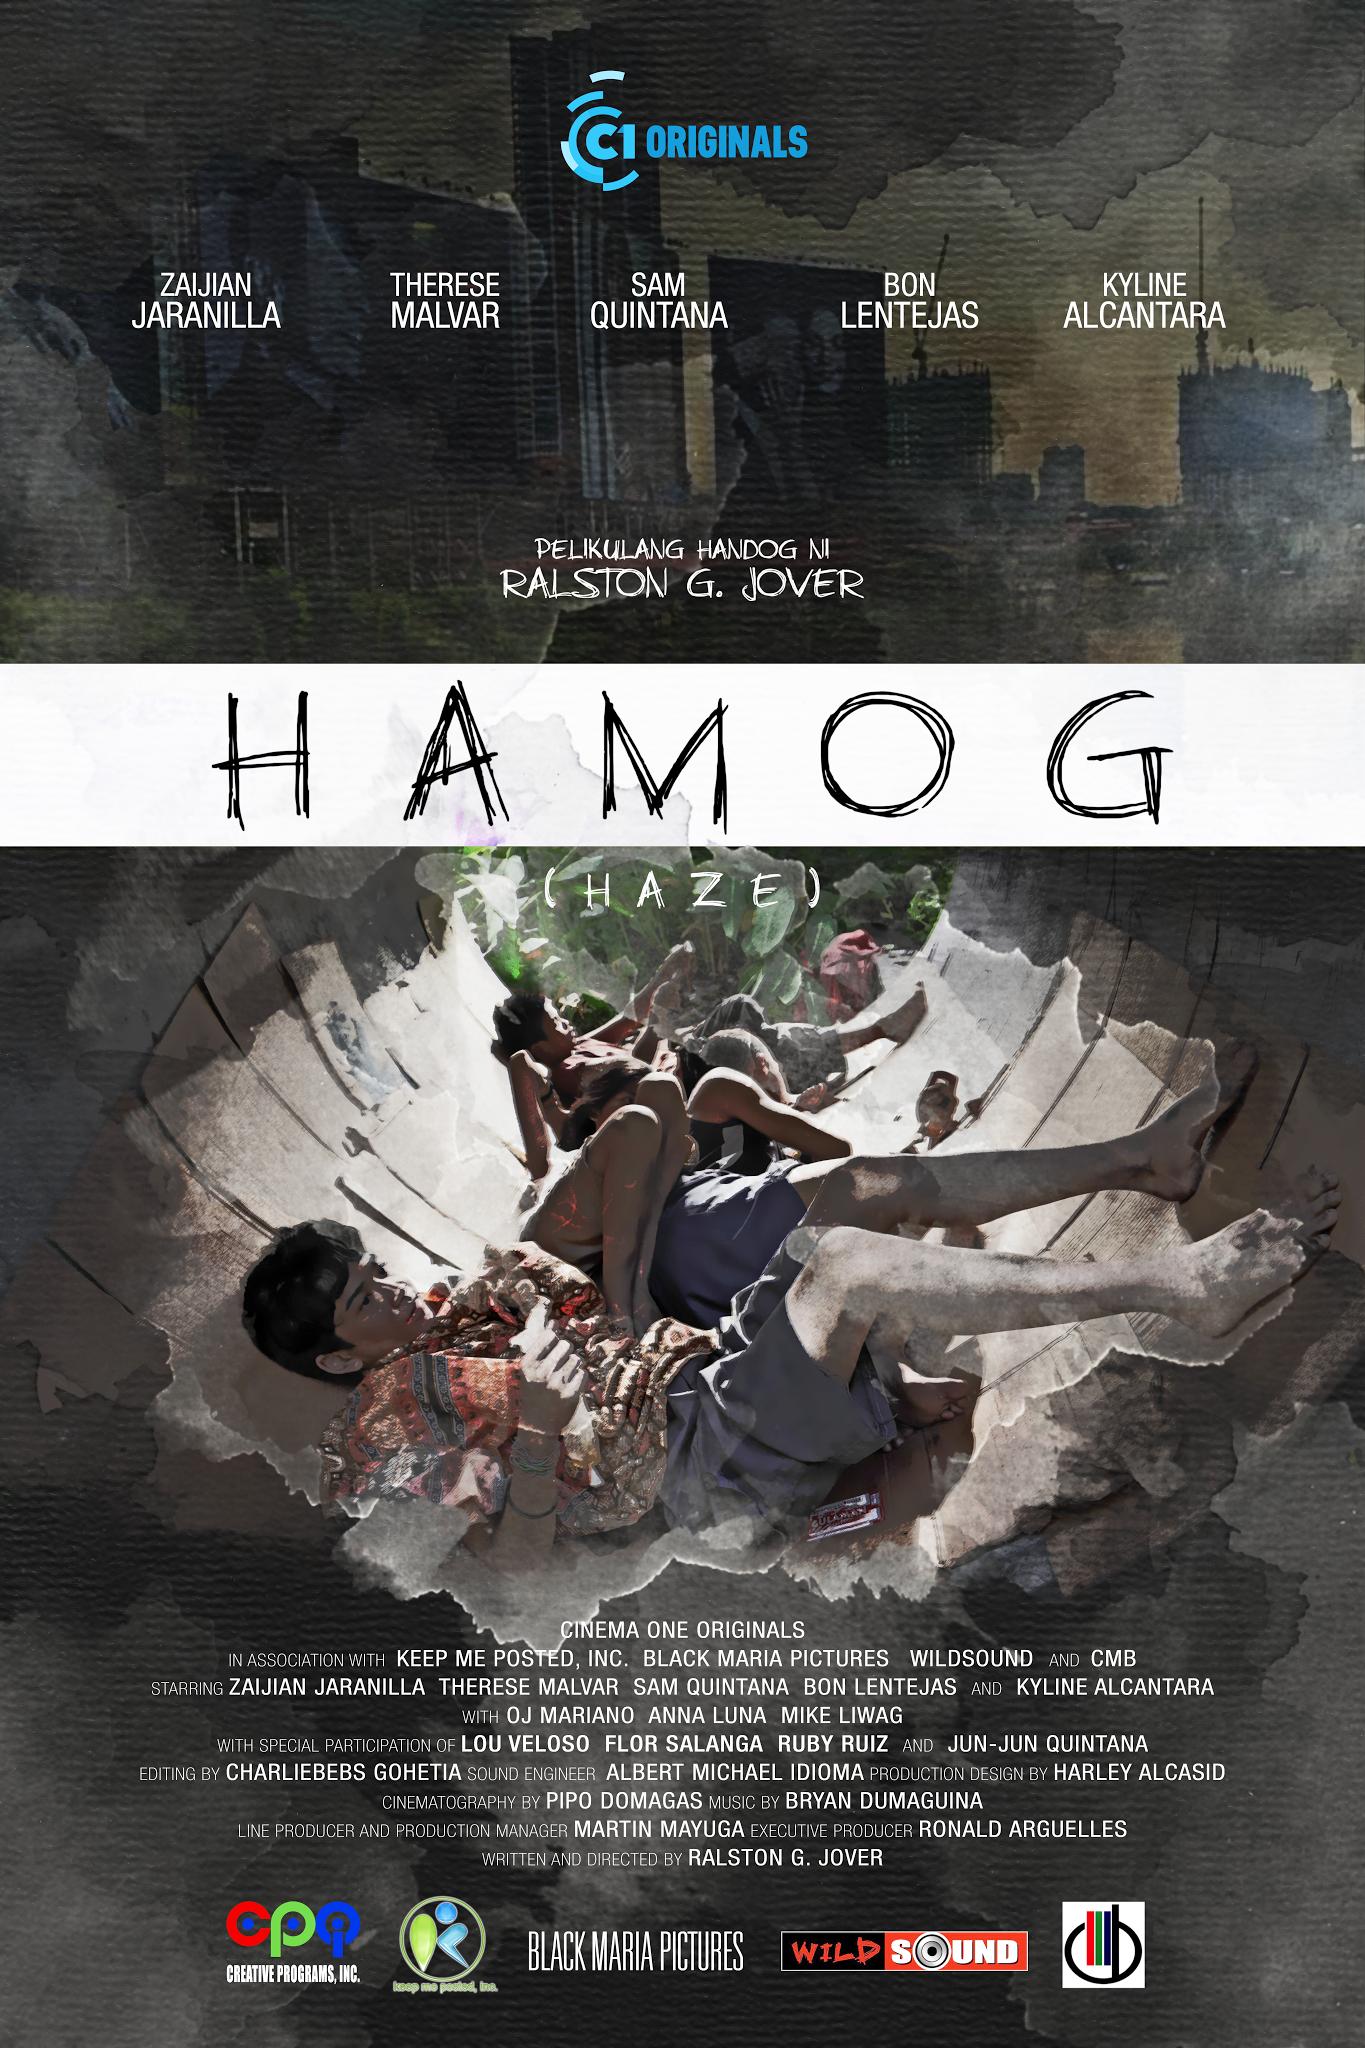 C1 ORIGINALS
ZAIJIAN JARANILLA
THERESE MALVAR
SAM QUINTANA
BON LENTEJAS
KYLINE ALCANTARA
PELIKULANG HANDOG NI
RALSTON G. JOVER
HAMOG
(HAZE)
CINEMA ONE ORIGINALS
IN ASSOCIATION WITH KEEP ME POSTED, INC. BLACK MARIA PICTURES WILDSOUND AND CMB
STARRING ZAIJIAN JARANILLA THERESE MALVAR SAM QUINTANA BON LENTEJAS AND KYLINE ALCANTARA
WITH OJ MARIANO ANNA LUNA MIKE LIWAG
WITH SPECIAL PARTICIPATION OF LOU VELOSO FLOR SALANGA RUBY RUIZ AND JUN-JUN QUINTANA
EDITING BY CHARLIEBEBS GOHETIA SOUND ENGINEER ALBERT MICHAEL IDIOMA PRODUCTION DESIGN BY HARLEY ALCASID
CINEMATOGRAPHY BY PIPO DOMAGAS MUSIC BY BRYAN DUMAGUINA
LINE PRODUCER AND PRODUCTION MANAGER MARTIN MAYUGA EXECUTIVE PRODUCER RONALD ARGUELLES
WRITTEN AND DIRECTED BY RALSTON G. JOVER
cpi
CREATIVE PROGRAMS, INC.
keep me posted, inc.
BLACK MARIA PICTURES
WILD SOUND